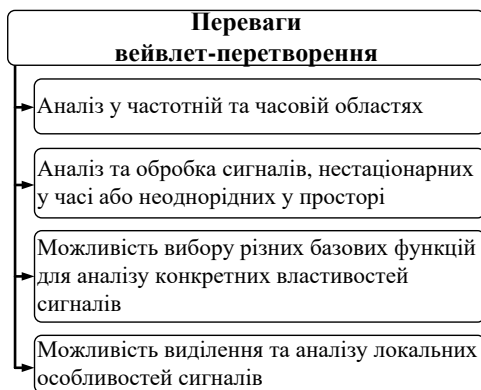 Переваги
вейвлет-перетворення
Аналіз у частотній та часовій областях
Аналіз та обробка сигналів, нестаціонарних
у часі або неоднорідних у просторі
Можливість вибору різних базових функцій
для аналізу конкретних властивостей
сигналів
Можливість виділення та аналізу локальних
особливостей сигналів